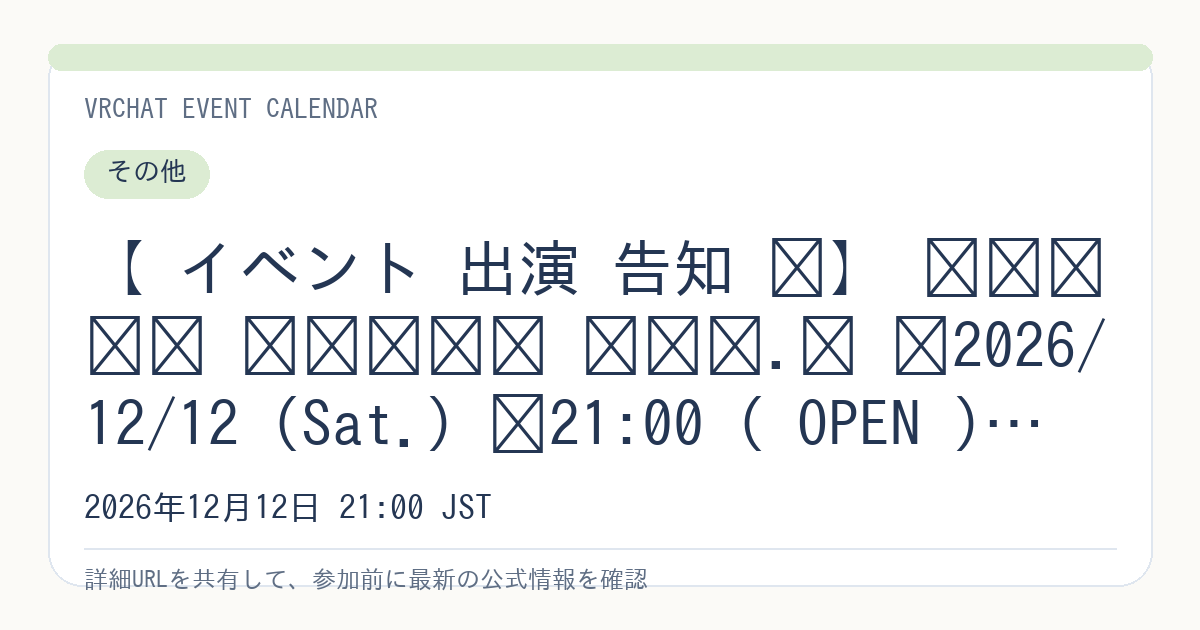 VRCHAT EVENT CALENDAR
その他
【 イベント 出演 告知 】
. 2026/
12/12 (Sat.) 21:00 ( OPEN )…
2026年12月12日 21:00 JST
詳細URLを共有して、参加前に最新の公式情報を確認